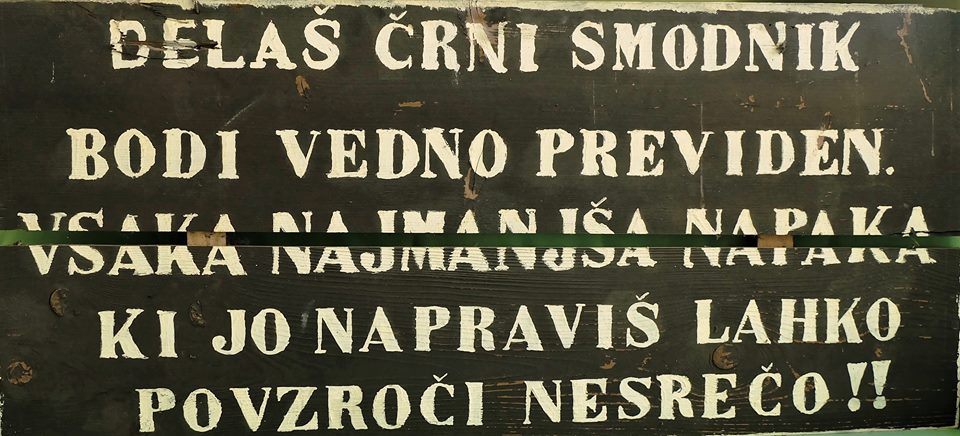 DELAŠ ČRNI SMODNIK
BODI VEDNO PREVIDEN.
VSAKA NAJMANJŠA NAPAKA
KI JO NAPRAVIŠ LAHKO
POVZROČI NESREČO!!